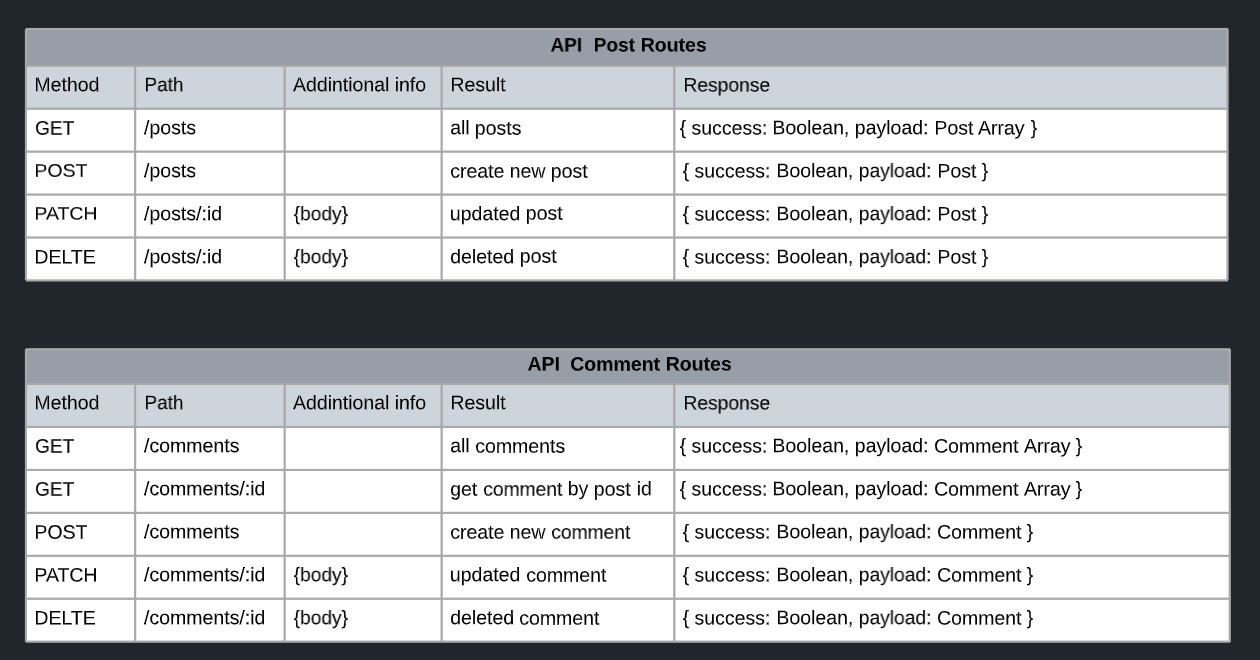 API  Post Routes
Method Path Addintional info Result Response
GET /posts all posts { success: Boolean, payload: Post Array }
POST /posts create new post { success: Boolean, payload: Post }
PATCH /posts/:id {body} updated post { success: Boolean, payload: Post }
DELTE /posts/:id {body} deleted post { success: Boolean, payload: Post }
API  Comment Routes
Method Path Addintional info Result Response
GET /comments all comments { success: Boolean, payload: Comment Array }
GET /comments/:id get comment by post id { success: Boolean, payload: Comment Array }
POST /comments create new comment { success: Boolean, payload: Comment }
PATCH /comments/:id {body} updated comment { success: Boolean, payload: Comment }
DELTE /comments/:id {body} deleted comment { success: Boolean, payload: Comment }